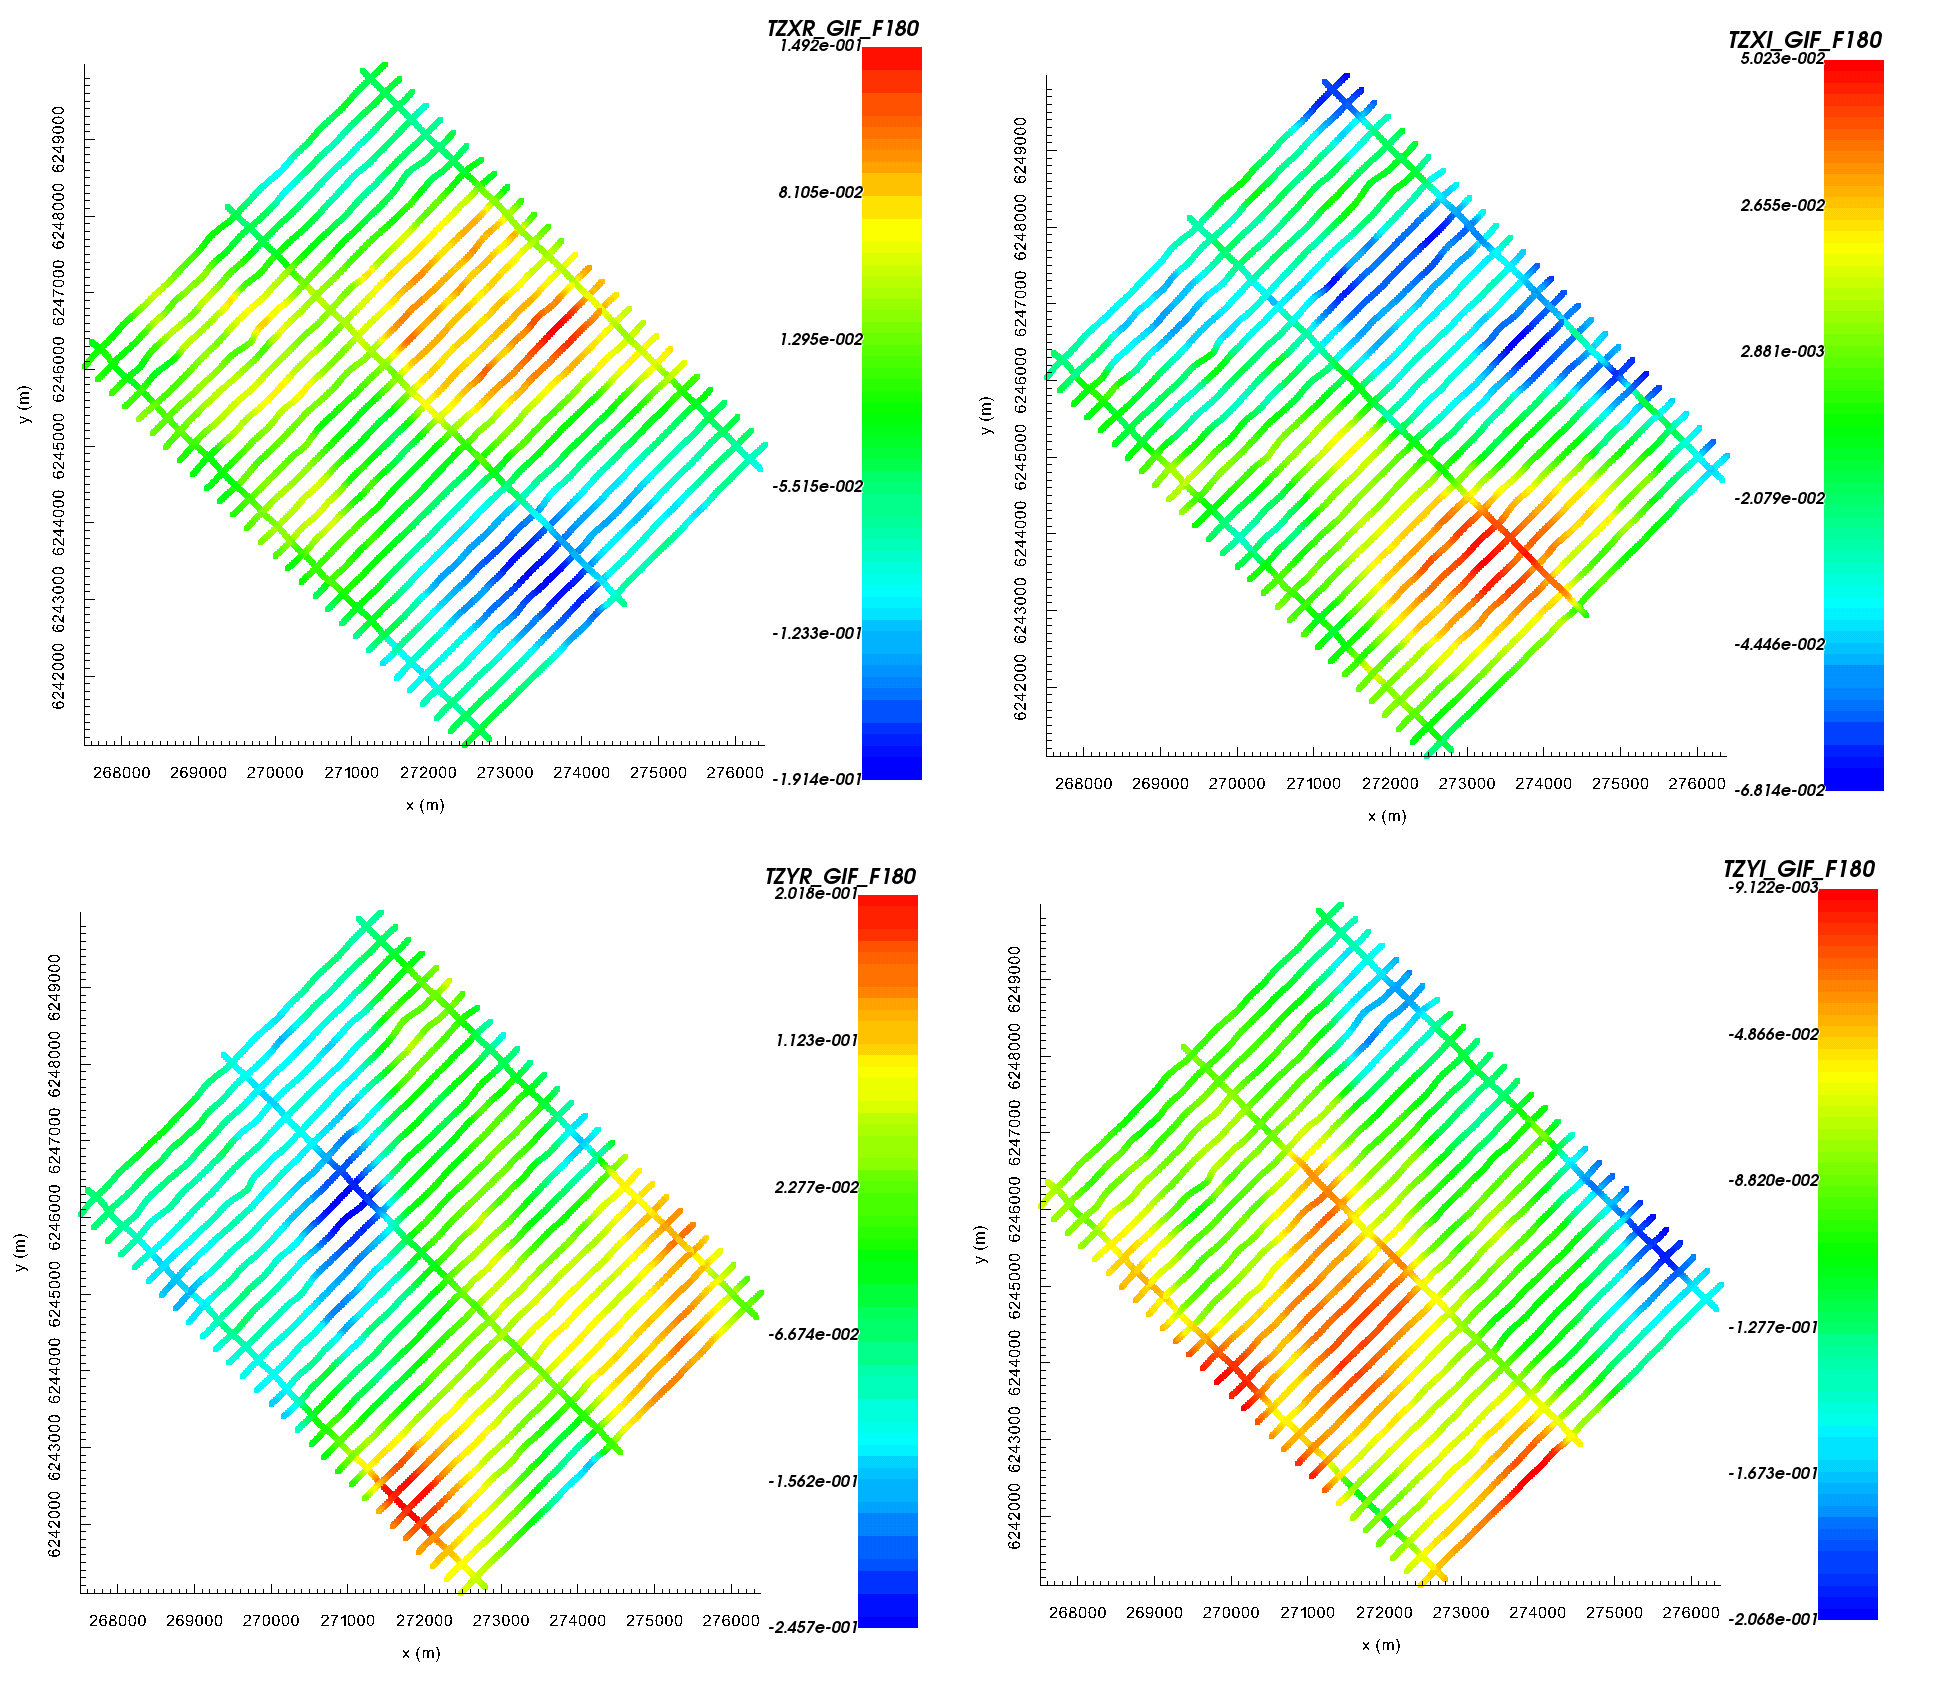 TZXR_GIF_F180
1.492e-001
8.105e-002
1.295e-002
-5.515e-002
-1.233e-001
-1.914e-001
6249000
6248000
6247000
6246000
6245000
6244000
6243000
6242000
y (m)
268000 269000 270000 271000 272000 273000 274000 275000 276000
x (m)
TZXI_GIF_F180
5.023e-002
2.655e-002
2.881e-003
-2.079e-002
-4.446e-002
-6.814e-002
6249000
6248000
6247000
6246000
6245000
6244000
6243000
6242000
y (m)
268000 269000 270000 271000 272000 273000 274000 275000 276000
x (m)
TZYR_GIF_F180
2.018e-001
1.123e-001
2.277e-002
-6.674e-002
-1.562e-001
-2.457e-001
6249000
6248000
6247000
6246000
6245000
6244000
6243000
6242000
y (m)
268000 269000 270000 271000 272000 273000 274000 275000 276000
x (m)
TZYI_GIF_F180
-9.122e-003
-4.866e-002
-8.820e-002
-1.277e-001
-1.673e-001
-2.068e-001
6249000
6248000
6247000
6246000
6245000
6244000
6243000
6242000
y (m)
268000 269000 270000 271000 272000 273000 274000 275000 276000
x (m)